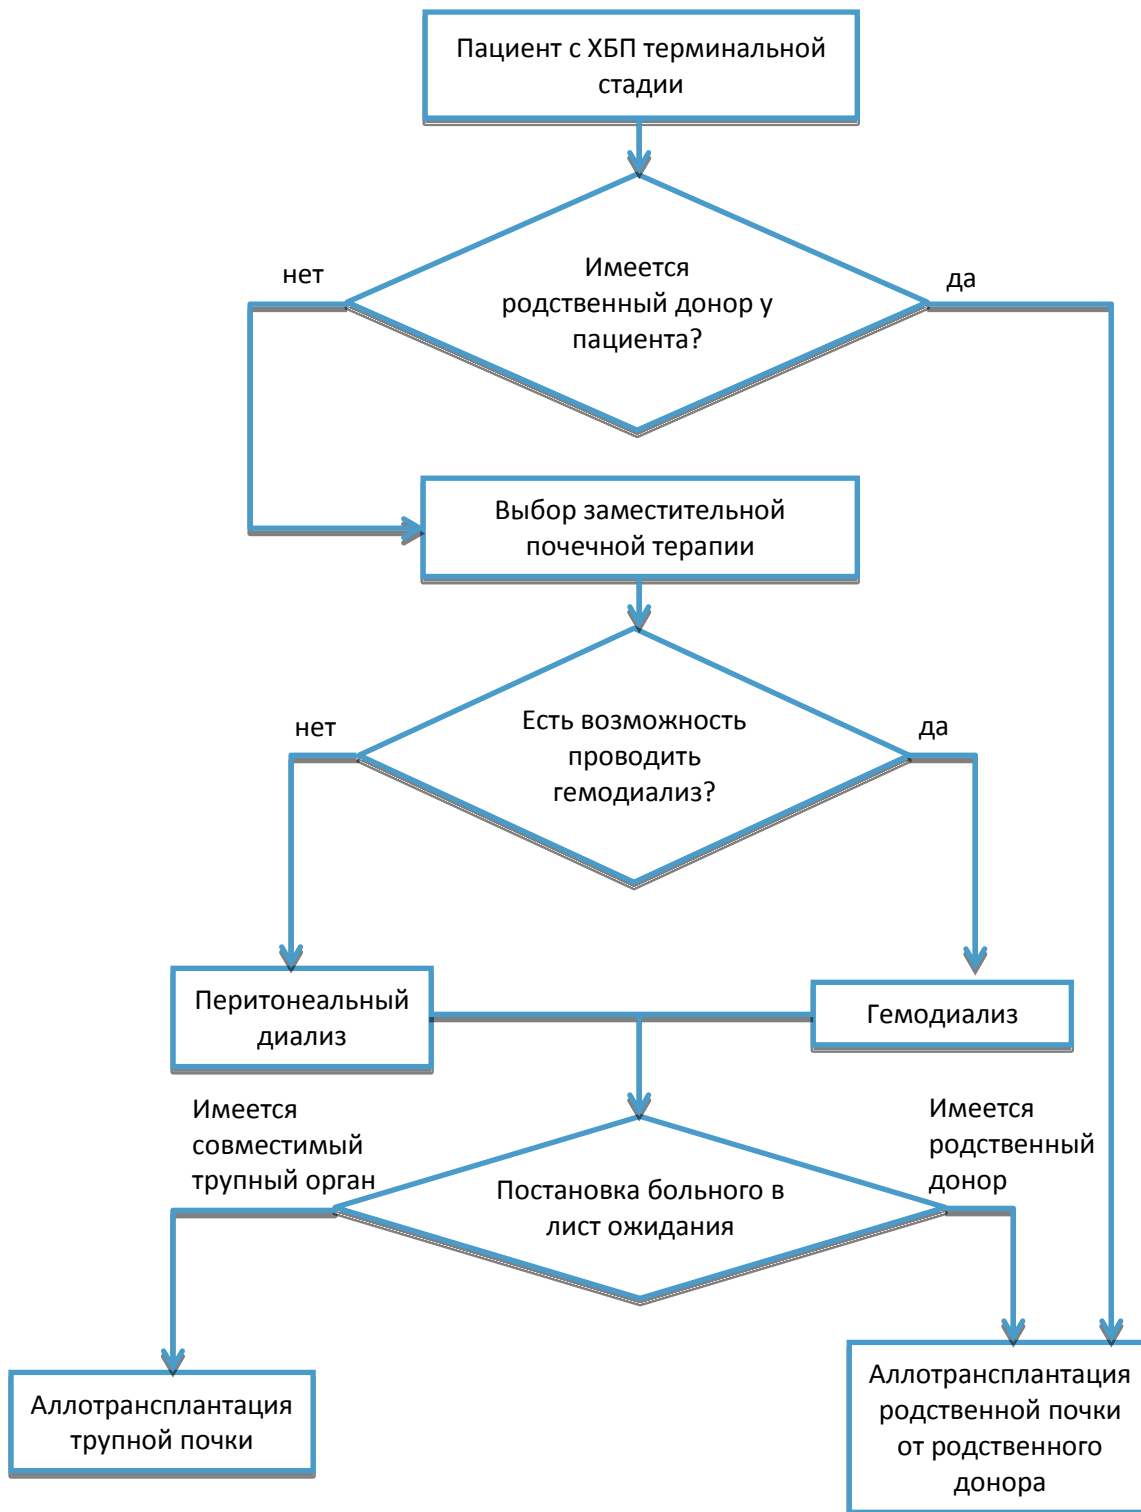 Пациент с ХБП терминальной
стадии
нет
Имеется
родственный донор у
пациента?
да
Выбор заместительной
почечной терапии
нет
Есть возможность
проводить
гемодиализ?
да
Перитонеальный
диализ
Гемодиализ
Имеется
совместимый
трупный орган
Постановка больного в
лист ожидания
Имеется
родственный
донор
Аллотрансплантация
трупной почки
Аллотрансплантация
родственной почки
от родственного
донора